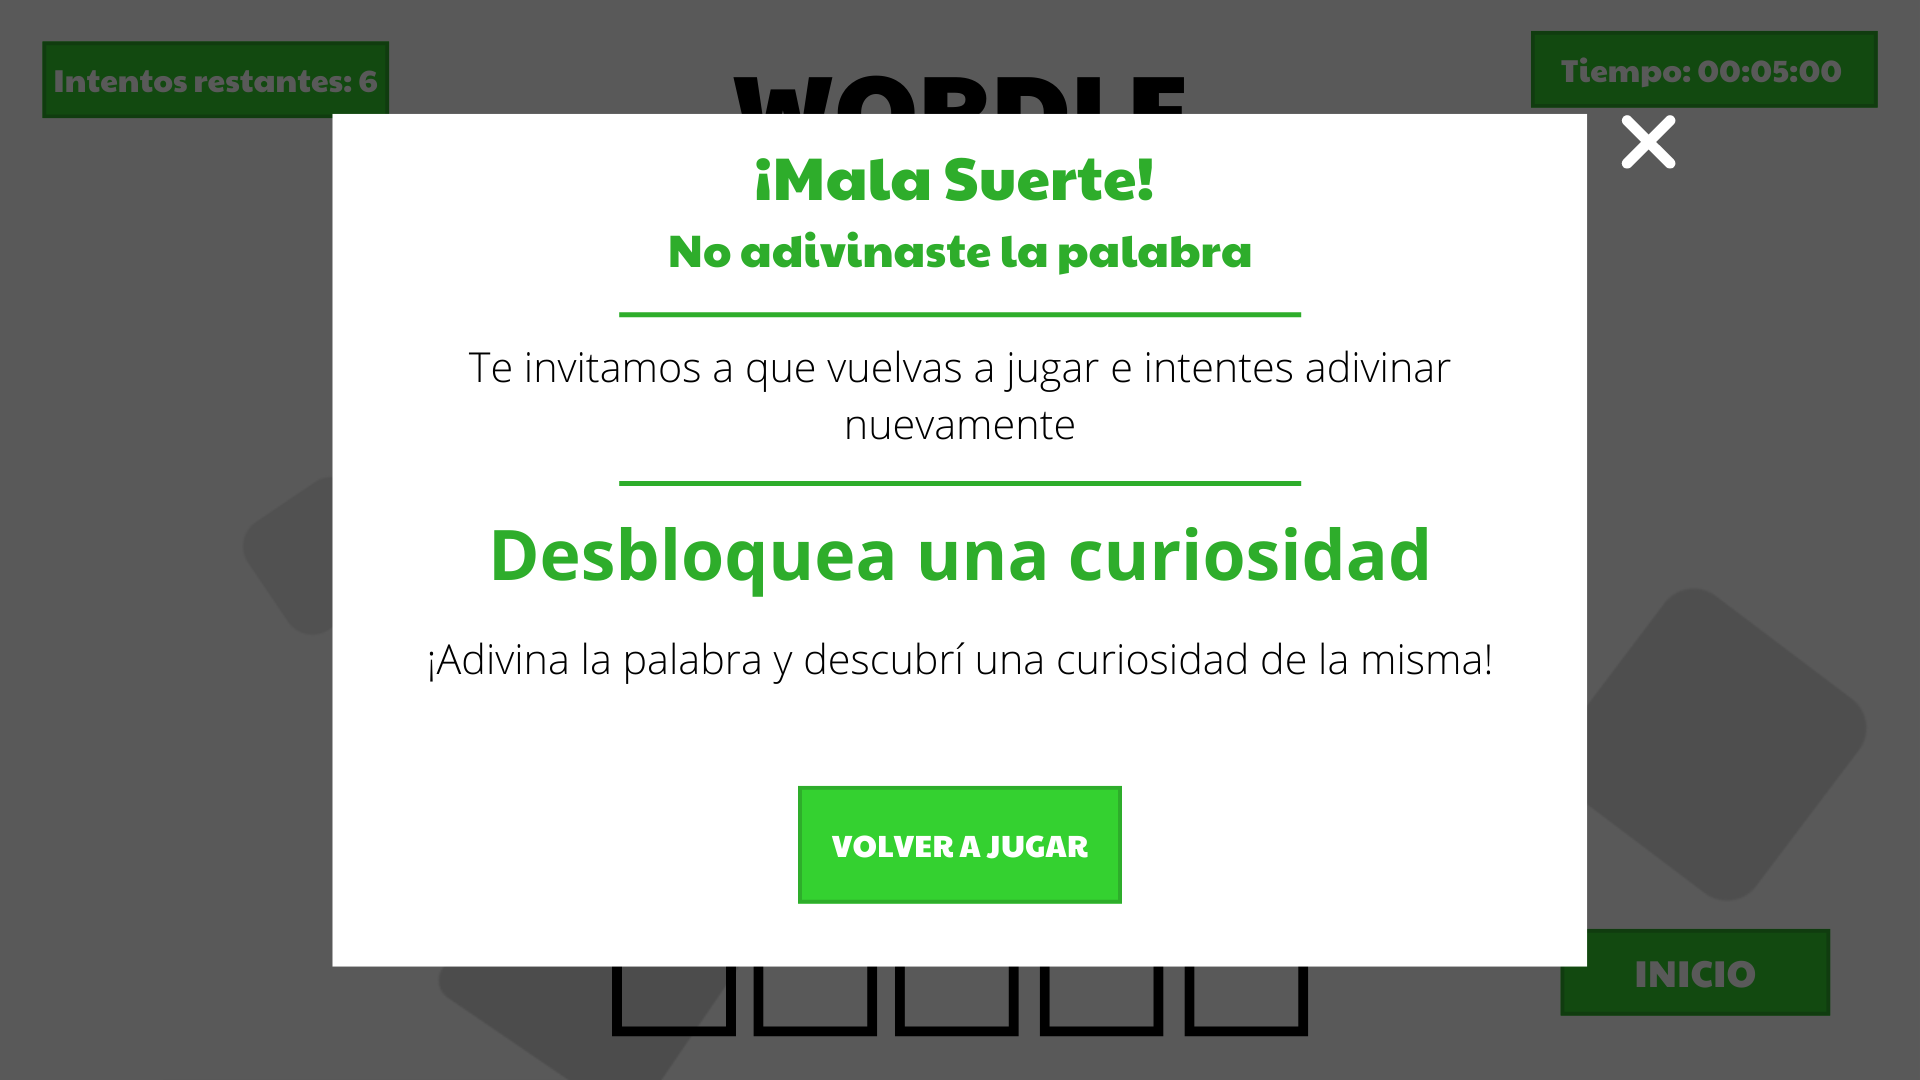 Intentos restantes: 6
Tiempo: 00:05:00
WORDLE
¡Mala Suerte!
No adivinaste la palabra
Te invitamos a que vuelvas a jugar e intentes adivinar
nuevamente
Desbloquea una curiosidad
¡Adivina la palabra y descubrí una curiosidad de la misma!
VOLVER A JUGAR
INICIO